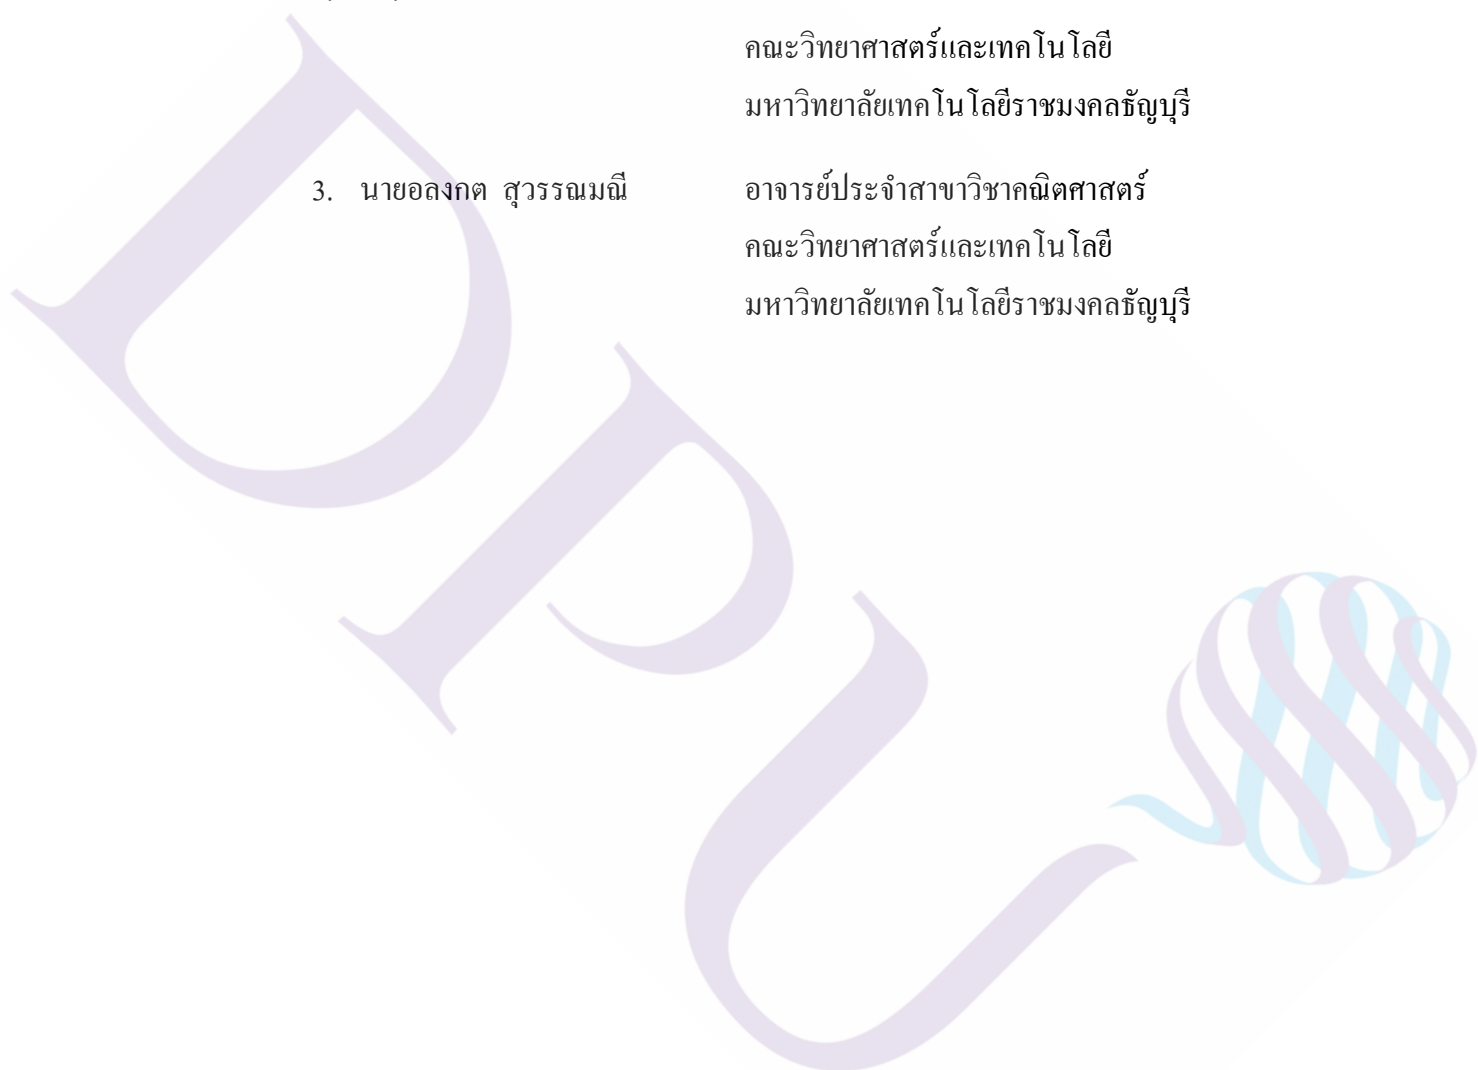 คณะวิทยาศาสตร์และเทคโนโลยี
มหาวิทยาลัยเทคโนโลยีราชมงคลธัญบุรี
3. นายอลงกต สุวรรณมณี อาจารย์ประจำสาขาวิชาคณิตศาสตร์
คณะวิทยาศาสตร์และเทคโนโลยี
มหาวิทยาลัยเทคโนโลยีราชมงคลธัญบุรี
DPU